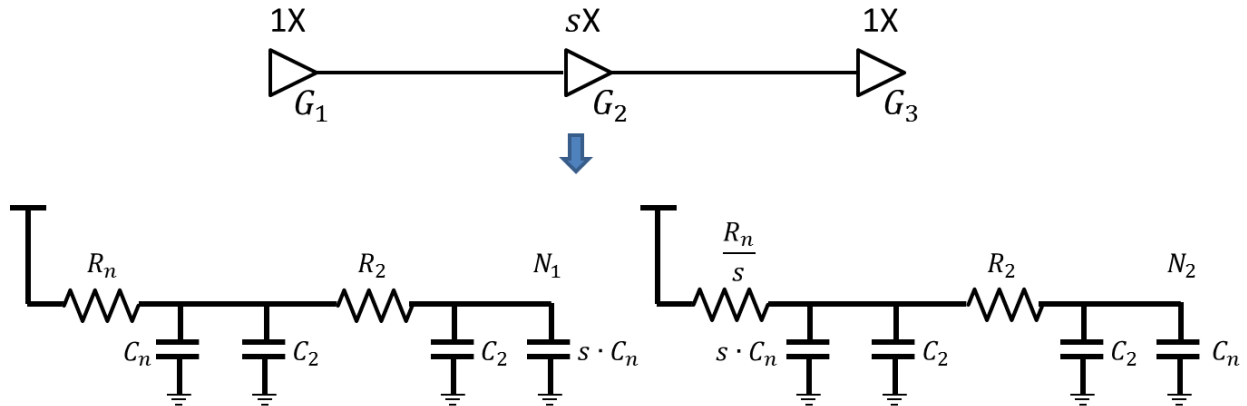 1X sX 1X
G₁ G₂ G₃
Rₙ R₂ N₁ Rₙ/s R₂ N₂
Cₙ C₂ C₂ s · Cₙ s · Cₙ C₂ C₂ Cₙ